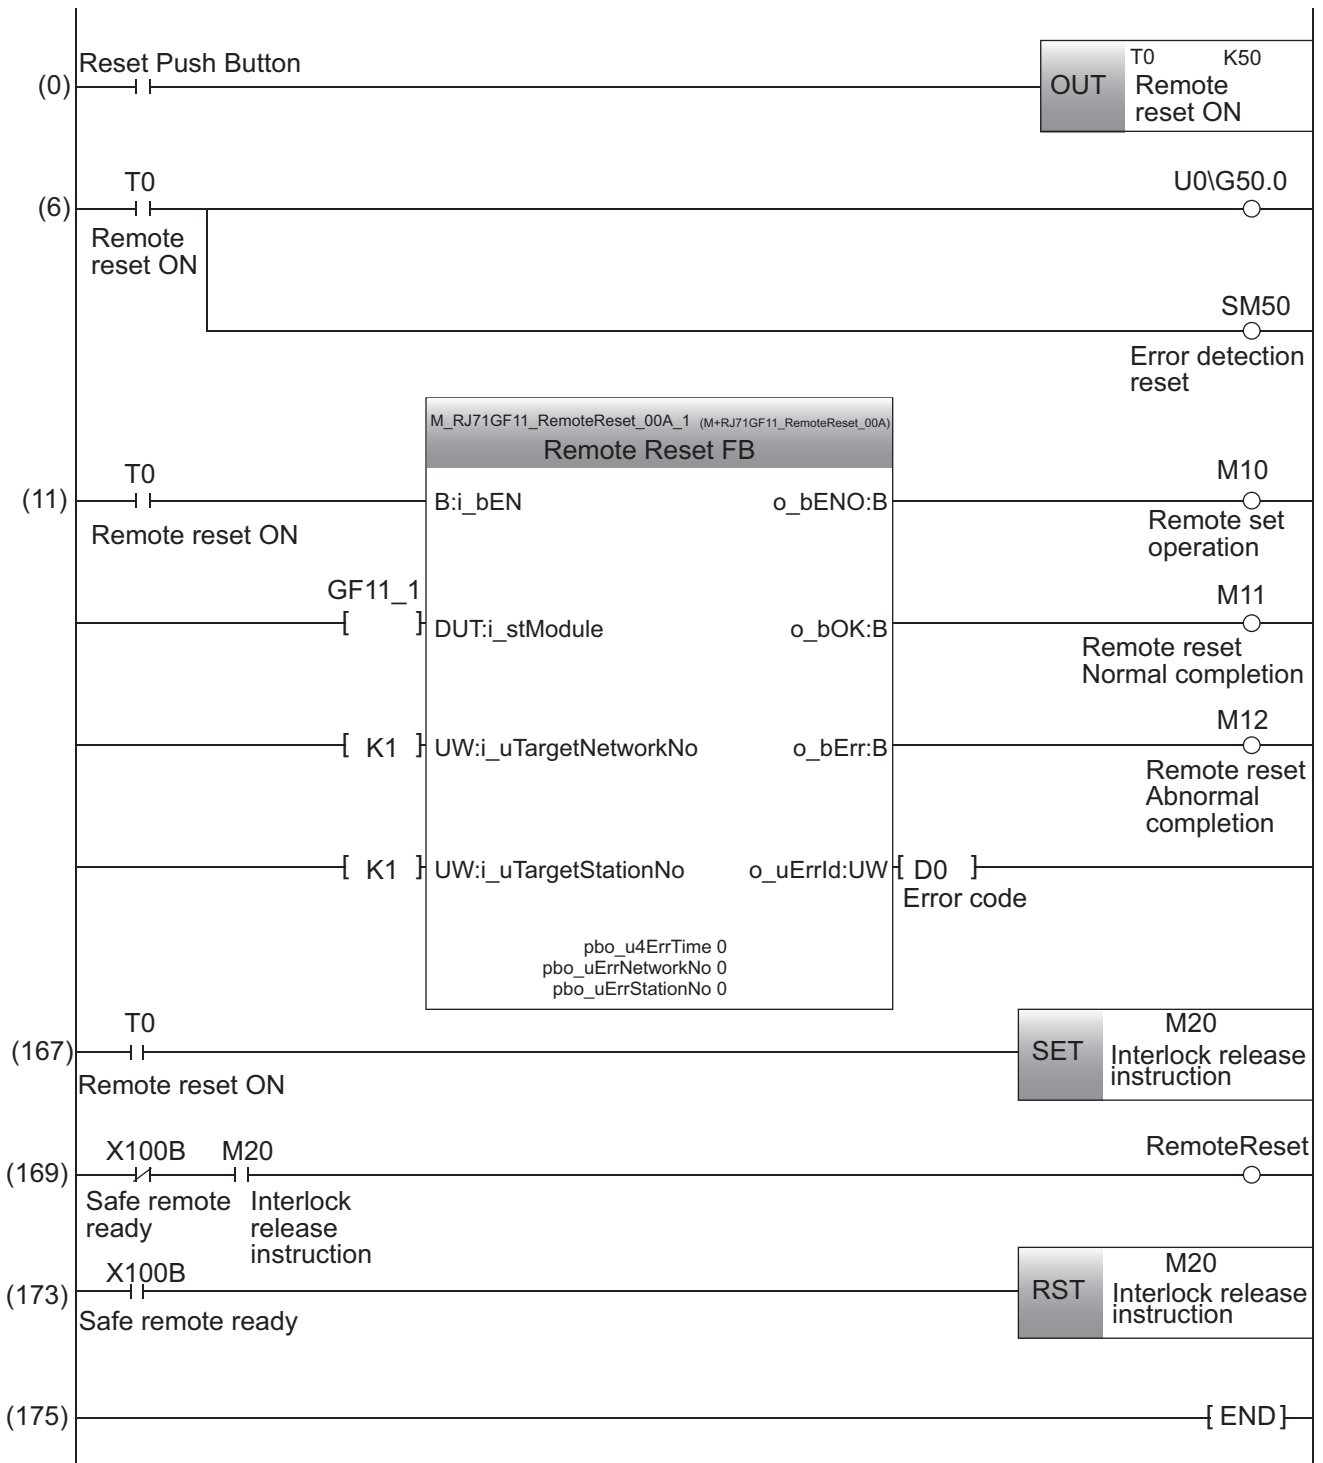 Reset Push Button
(0)
OUT
T0 K50
Remote
reset ON
T0
U0\G50.0
(6)
Remote
reset ON
SM50
Error detection
reset
M_RJ71GF11_RemoteReset_00A_1 (M+RJ71GF11_RemoteReset_00A)
Remote Reset FB
T0
M10
(11)
B:i_bEN o_bENO:B
Remote reset ON
Remote set
operation
GF11_1
M11
[ ]
DUT:i_stModule o_bOK:B
Remote reset
Normal completion
M12
[ K1 ] UW:i_uTargetNetworkNo o_bErr:B
Remote reset
Abnormal
completion
[ K1 ] UW:i_uTargetStationNo o_uErrId:UW [ D0 ]
Error code
pbo_u4ErrTime 0
pbo_uErrNetworkNo 0
pbo_uErrStationNo 0
T0
(167)
Remote reset ON
SET
M20
Interlock release
instruction
X100B M20
RemoteReset
(169)
Safe remote
ready
Interlock
release
instruction
X100B
(173)
Safe remote ready
RST
M20
Interlock release
instruction
(175)
[ END ]